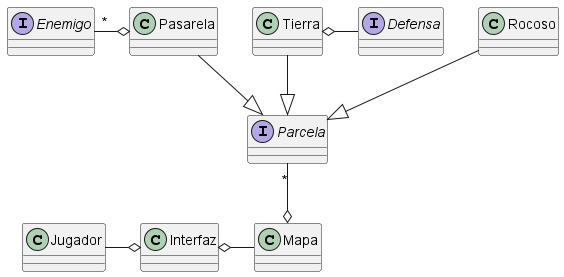 I Enemigo * C Pasarela C Tierra I Defensa C Rocoso
I Parcela
*
C Jugador C Interfaz C Mapa